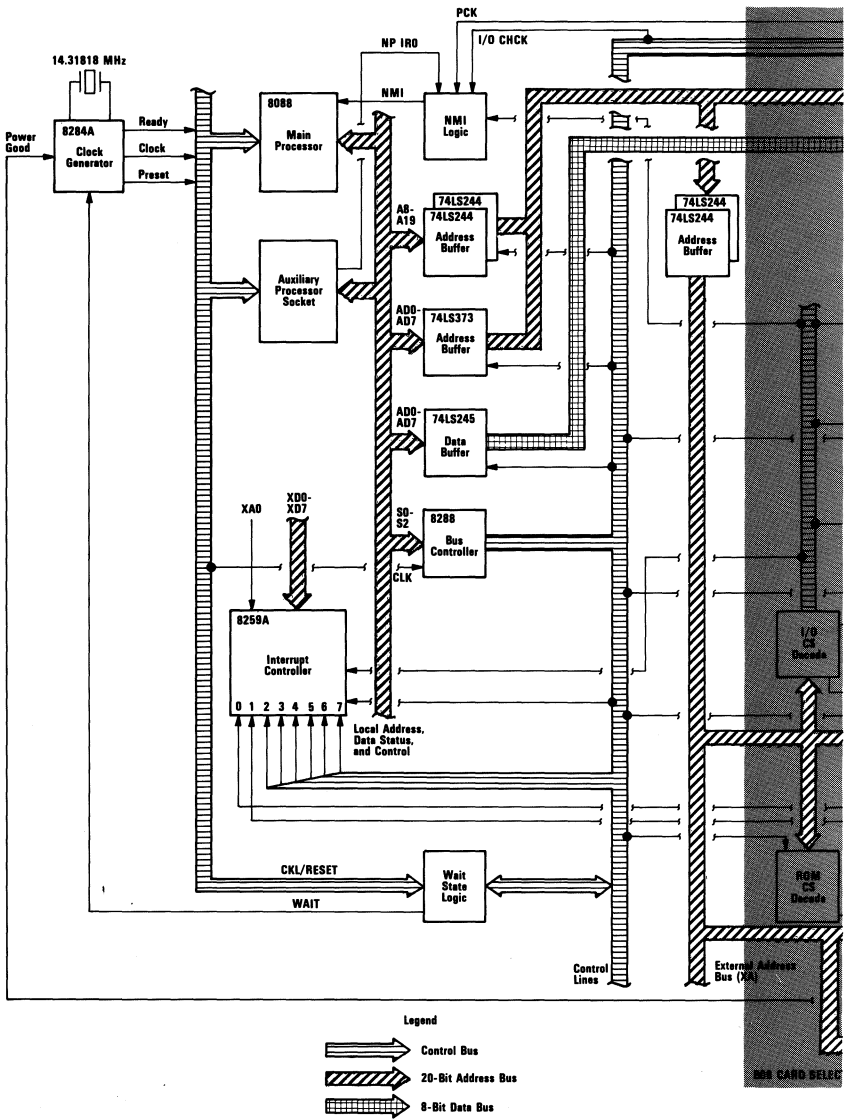 PCK
I/O CHCK
NP IRO
14.31818 MHz
NMI
8284A
Clock
Generator
Ready
Clock
Preset
Power
Good
8088
Main
Processor
NMI
Logic
A8-
A19
74LS244
74LS244
Address
Buffer
74LS244
74LS244
Address
Buffer
Auxiliary
Processor
Socket
AD0-
AD7
74LS373
Address
Buffer
AD0-
AD7
74LS245
Data
Buffer
XA0
XD0-
XD7
S0-
S2
8288
Bus
Controller
CLK
8259A
Interrupt
Controller
0 1 2 3 4 5 6 7
I/O
CS
Decode
Local Address,
Data Status,
and Control
CKL/RESET
WAIT
Wait
State
Logic
ROM
CS
Decode
Control
Lines
External Address
Bus (XA)
Legend
Control Bus
20-Bit Address Bus
8-Bit Data Bus
CARD SELEC